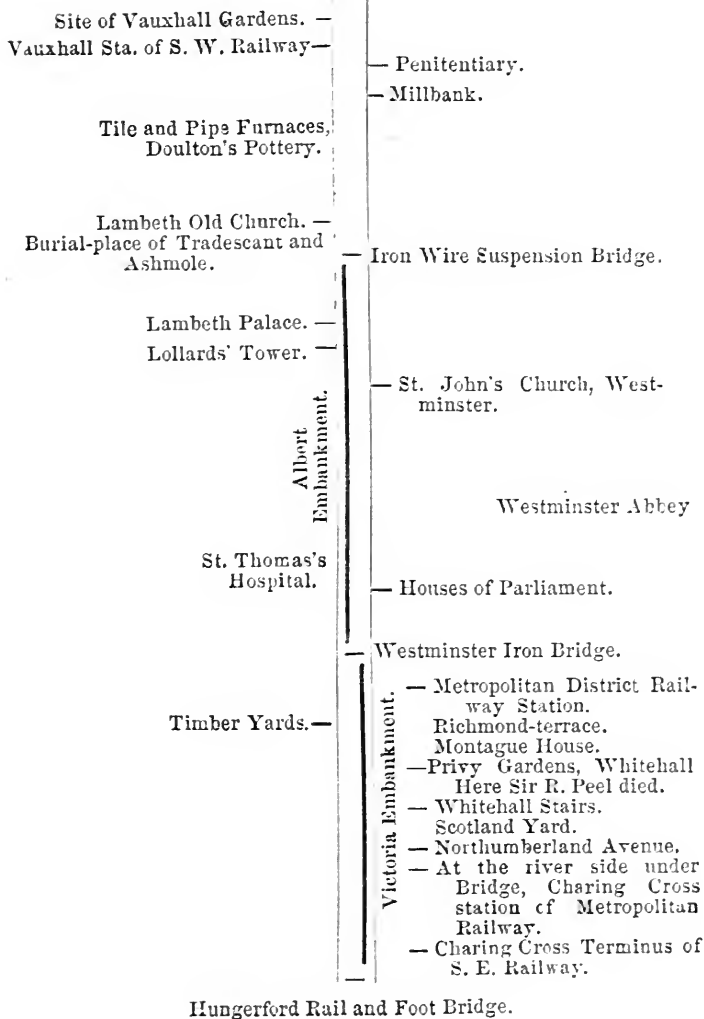 Site of Vauxhall Gardens. —
Vauxhall Sta. of S. W. Railway—
— Penitentiary.
— Millbank.
Tile and Pipe Furnaces,
Doulton's Pottery.
Lambeth Old Church. —
Burial-place of Tradescant and
Ashmole.
— Iron Wire Suspension Bridge.
Lambeth Palace. —
Lollards' Tower. —
— St. John's Church, West-
minster.
Albert
Embankment.
Westminster Abbey
St. Thomas's
Hospital.
— Houses of Parliament.
— Westminster Iron Bridge.
Timber Yards.—
Victoria Embankment.
— Metropolitan District Rail-
way Station.
Richmond-terrace.
Montague House.
—Privy Gardens, Whitehall
Here Sir R. Peel died.
— Whitehall Stairs.
Scotland Yard.
— Northumberland Avenue.
— At the river side under
Bridge, Charing Cross
station of Metropolitan
Railway.
— Charing Cross Terminus of
S. E. Railway.
—
Hungerford Rail and Foot Bridge.